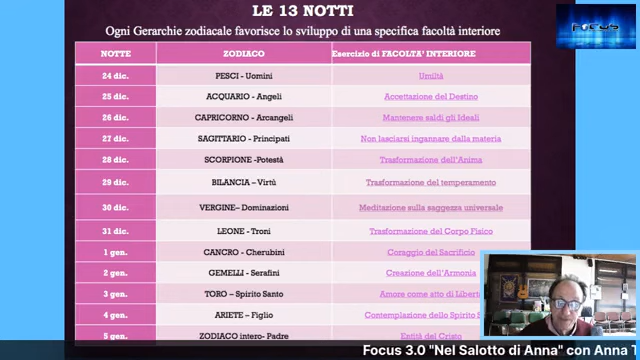 LE 13 NOTTI
FOCUS
Ogni Gerarchie zodiacale favorisce lo sviluppo di una specifica facoltà interiore
NOTTE ZODIACO Esercizio di FACOLTA' INTERIORE
24 dic. PESCI - Uomini Umiltà
25 dic. ACQUARIO - Angeli Accettazione del Destino
26 dic. CAPRICORNO - Arcangeli Mantenere saldi gli Ideali
27 dic. SAGITTARIO - Principati Non lasciarsi ingannare dalla materia
28 dic. SCORPIONE -Potestà Trasformazione dell'Anima
29 dic. BILANCIA – Virtù Trasformazione del temperamento
30 dic. VERGINE– Dominazioni Meditazione sulla saggezza universale
31 dic. LEONE - Troni Trasformazione del Corpo Fisico
1 gen. CANCRO - Cherubini Coraggio del Sacrificio
2 gen. GEMELLI - Serafini Creazione dell'Armonia
3 gen. TORO – Spirito Santo Amore come atto di Libert
4 gen. ARIETE – Figlio Contemplazione dello Spirito S
5 gen. ZODIACO intero- Padre Entità del Cristo
Focus 3.0 "Nel Salotto di Anna" con Anna T